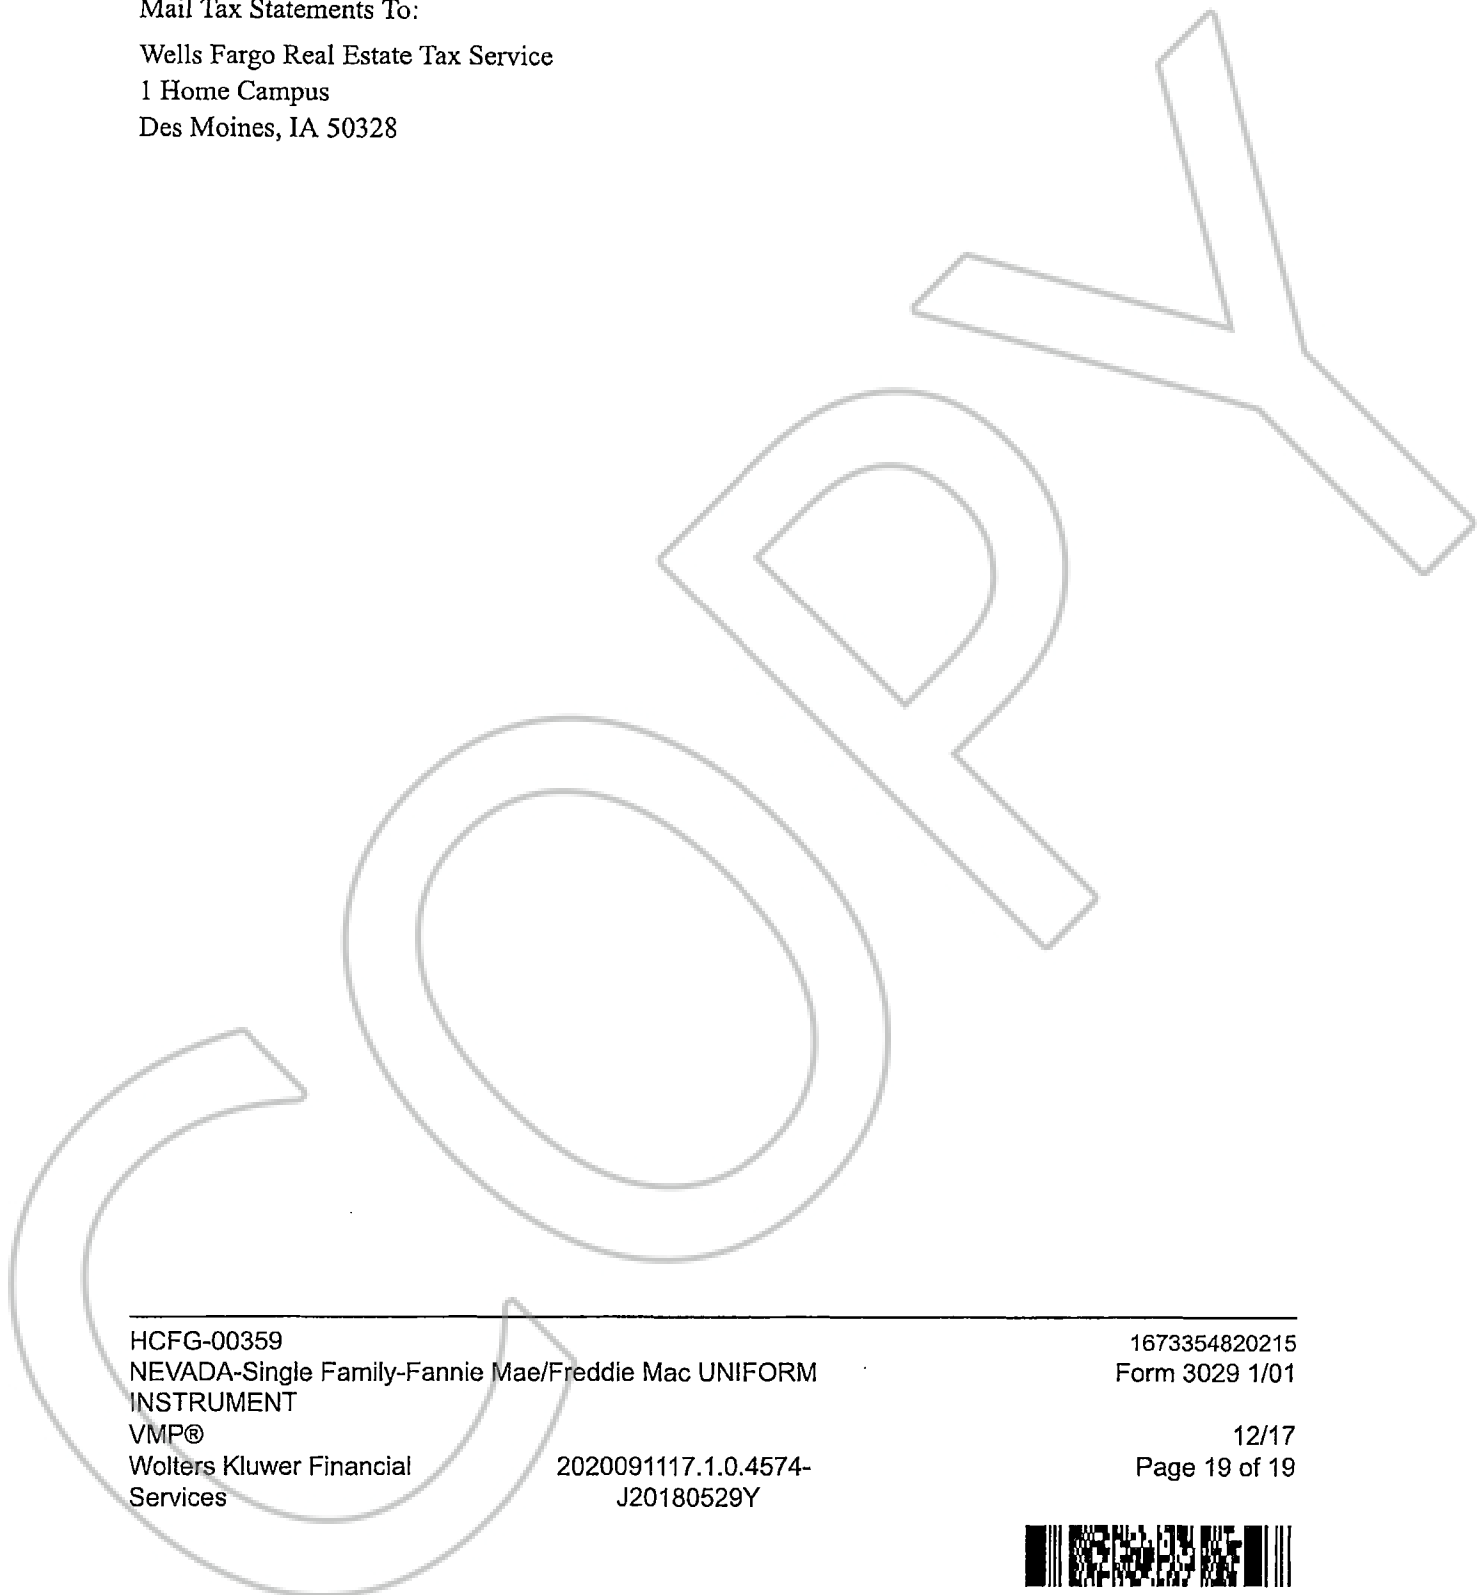 Mail Tax Statements To:
Wells Fargo Real Estate Tax Service
1 Home Campus
Des Moines, IA 50328
COPY
HCFG-00359
1673354820215
NEVADA-Single Family-Fannie Mae/Freddie Mac UNIFORM
Form 3029 1/01
INSTRUMENT
VMP®
12/17
Wolters Kluwer Financial
2020091117.1.0.4574-
Page 19 of 19
Services
J20180529Y